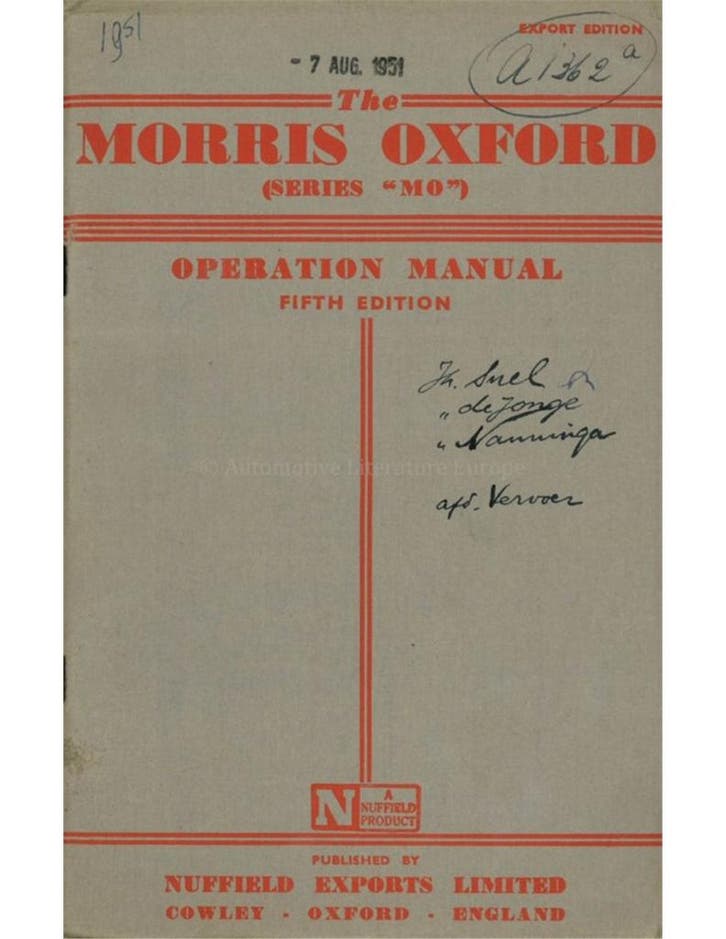 1951
EXPORT EDITION
- 7 AUG. 1951
A 1362 a
The
MORRIS OXFORD
(SERIES “MO”)
OPERATION MANUAL
FIFTH EDITION
Snel
„ de Jonge
„ Nanninga
© Automotive Literature Europe
afd. Vervoer
N A
NUFFIELD
PRODUCT
PUBLISHED BY
NUFFIELD EXPORTS LIMITED
COWLEY - OXFORD - ENGLAND